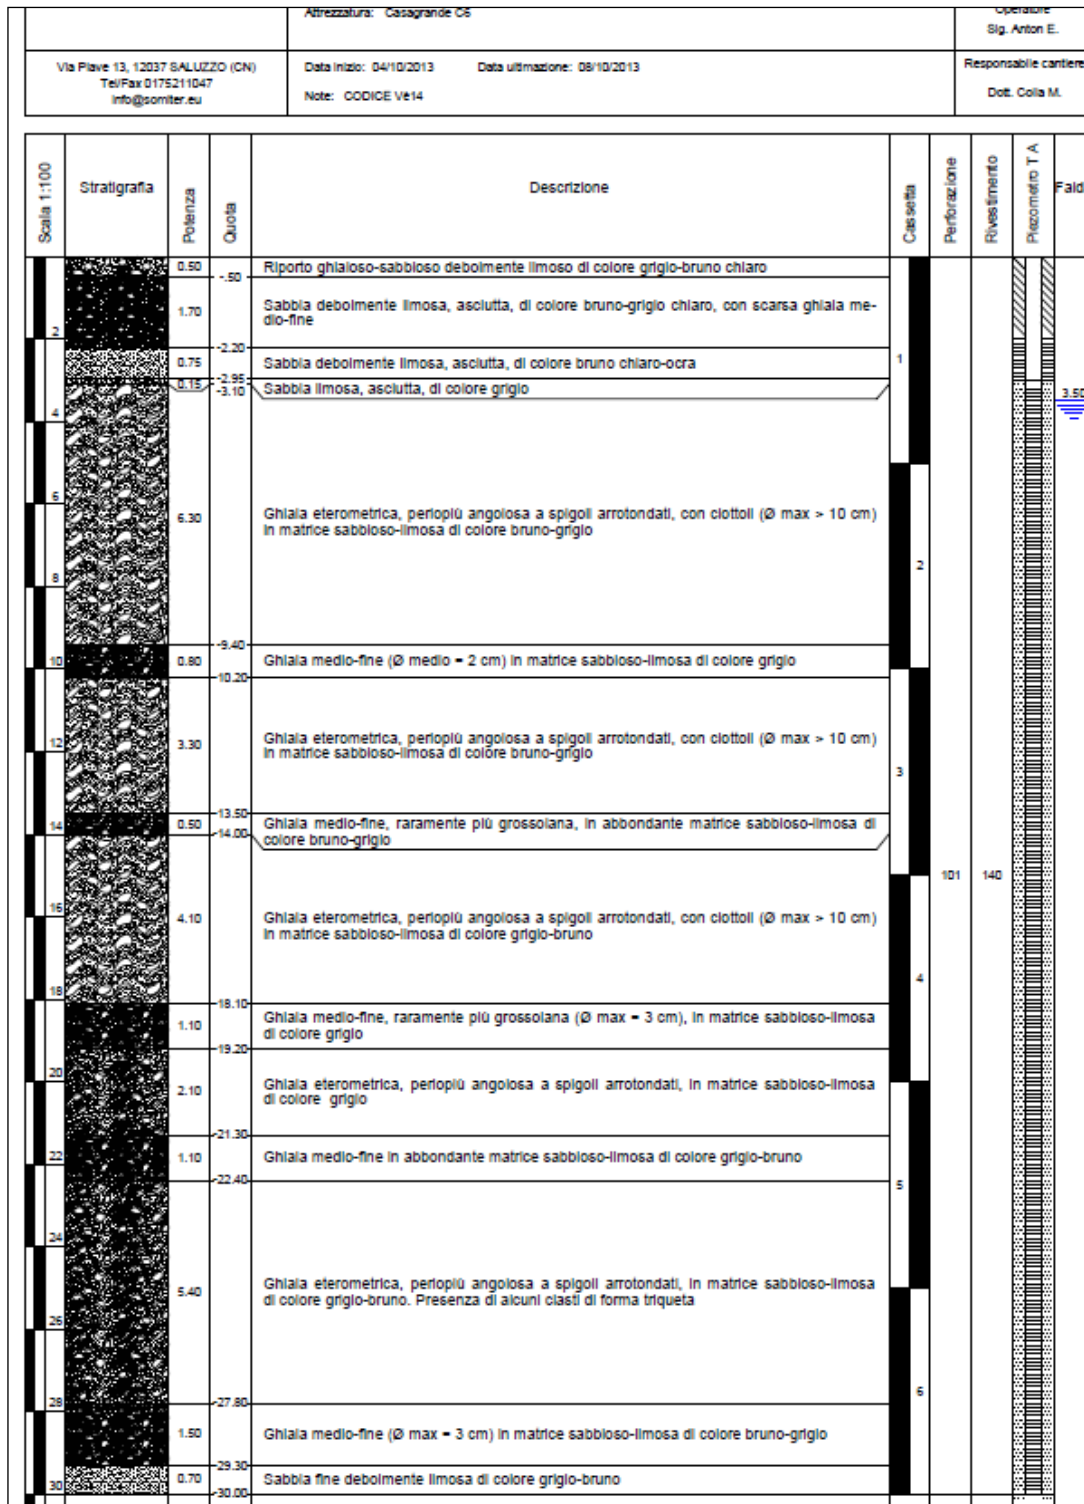 Attrezzatura: Casagrande C6
Operatore
Sig. Anton E.
Via Piave 13, 12037 SALUZZO (CN)
Tel/Fax 0175211047
info@somiter.eu
Data inizio: 04/10/2013 Data ultimazione: 08/10/2013
Note: CODICE Ve14
Responsabile cantiere
Dott. Colla M.
Scala 1:100
Stratigrafia
Potenza
Quota
Descrizione
Cassetta
Perforazione
Rivestimento
Piezometro T A
Fald
0.50
-.50
Riporto ghiaioso-sabbioso debolmente limoso di colore grigio-bruno chiaro
1.70
Sabbia debolmente limosa, asciutta, di colore bruno-grigio chiaro, con scarsa ghiaia me-
dio-fine
2
-2.20
0.75
Sabbia debolmente limosa, asciutta, di colore bruno chiaro-ocra
1
-2.95
0.15
-3.10
Sabbia limosa, asciutta, di colore grigio
3.50
4
6
6.30
Ghiaia eterometrica, perlopiù angolosa a spigoli arrotondati, con ciottoli (Ø max > 10 cm)
in matrice sabbioso-limosa di colore bruno-grigio
2
8
-9.40
10
0.80
Ghiaia medio-fine (Ø medio = 2 cm) in matrice sabbioso-limosa di colore grigio
-10.20
12
3.30
Ghiaia eterometrica, perlopiù angolosa a spigoli arrotondati, con ciottoli (Ø max > 10 cm)
in matrice sabbioso-limosa di colore bruno-grigio
3
-13.50
14
0.50
-14.00
Ghiaia medio-fine, raramente più grossolana, in abbondante matrice sabbioso-limosa di
colore bruno-grigio
101
140
16
4.10
Ghiaia eterometrica, perlopiù angolosa a spigoli arrotondati, con ciottoli (Ø max > 10 cm)
in matrice sabbioso-limosa di colore grigio-bruno
4
18
-18.10
1.10
Ghiaia medio-fine, raramente più grossolana (Ø max = 3 cm), in matrice sabbioso-limosa
di colore grigio
-19.20
20
2.10
Ghiaia eterometrica, perlopiù angolosa a spigoli arrotondati, in matrice sabbioso-limosa
di colore grigio
-21.30
22
1.10
Ghiaia medio-fine in abbondante matrice sabbioso-limosa di colore grigio-bruno
-22.40
5
24
5.40
Ghiaia eterometrica, perlopiù angolosa a spigoli arrotondati, in matrice sabbioso-limosa
di colore grigio-bruno. Presenza di alcuni clasti di forma triqueta
26
6
28
-27.80
1.50
Ghiaia medio-fine (Ø max = 3 cm) in matrice sabbioso-limosa di colore bruno-grigio
-29.30
30
0.70
Sabbia fine debolmente limosa di colore grigio-bruno
-30.00